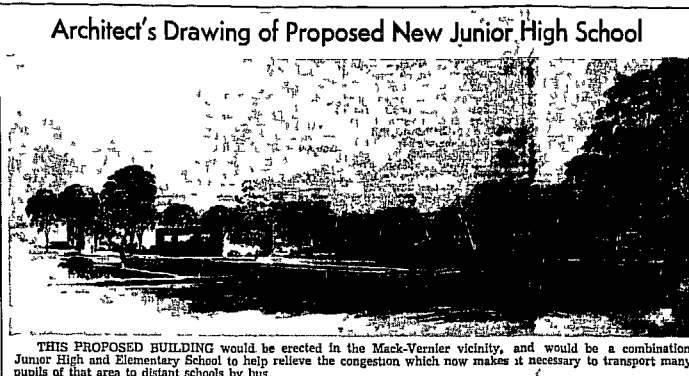 Architect's Drawing of Proposed New Junior High School
THIS PROPOSED BUILDING would be erected in the Mack-Vernier vicinity, and would be a combination
Junior High and Elementary School to help relieve the congestion which now makes it necessary to transport many
pupils of that area to distant schools by bus.